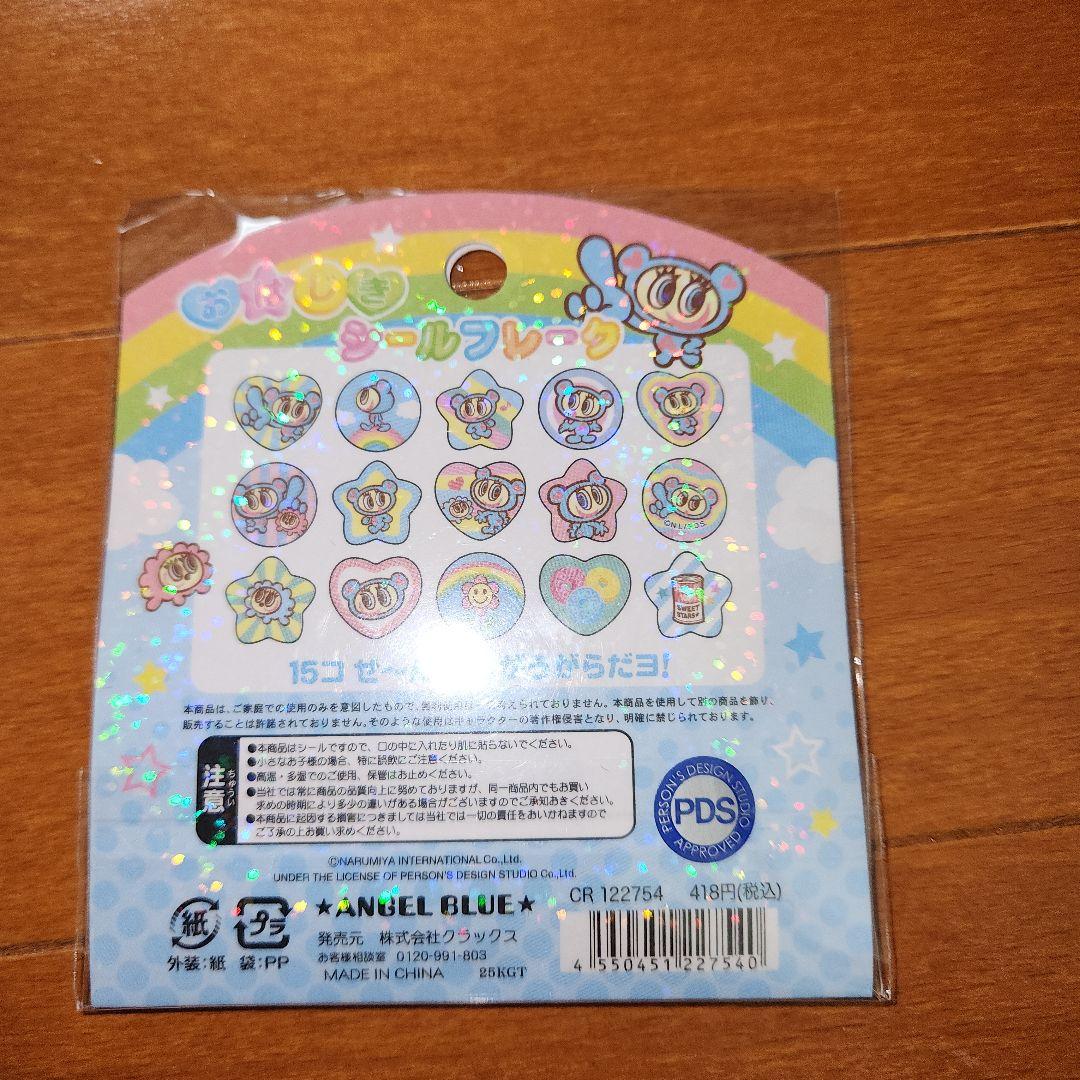 おはじき
シールフレーク
ONLISDS
SWEET
STARS
15コ ぜ〜 がらだヨ!
本商品は、ご家庭での使用のみを意図したもので、 おりません。本商品を使用して別の商品を飾り、
販売することは許諾されておりません。そのような使用はキャラクターの著作権侵害となり、明確に禁じられております。
注意
ちゅうい
●本商品はシールですので、口の中に入れたり肌に貼らないでください。
●小さなお子様の場合、特に誤飲にご注意ください。
●高温・多湿でのご使用、保管はお止めください。
●当社では常に商品の品質向上に努めておりますが、同一商品内でもお買い
求めの時期により多少の違いがある場合がございますのでご承知おきください。
●本商品に起因する損害につきましては当社では一切の責任をおいかねますので
ご了承の上お買い求めください。
PERSON'S DESIGN STUDIO
PDS
APPROVED
©NARUMIYA INTERNATIONAL Co.,Ltd.
UNDER THE LICENSE OF PERSON'S DESIGN STUDIO Co.,Ltd.
★ANGEL BLUE★
CR 122754 418円(税込)
紙 プラ
外装:紙 袋:PP
発売元 株式会社クラックス
お客様相談室 0120-991-803
MADE IN CHINA 25KGT
4 550451 227540